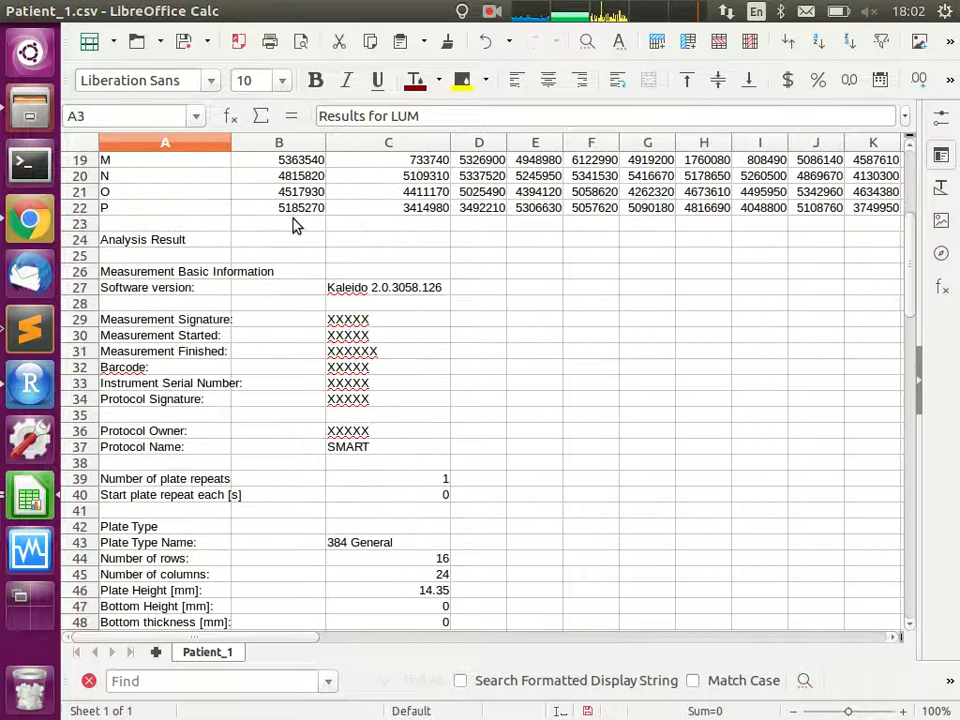 Patient_1.csv - LibreOffice Calc
En
18:02
Liberation Sans
10
A3
Results for LUM
A B C D E F G H I J K
19 M 5363540 733740 5326900 4948980 6122990 4919200 1760080 808490 5086140 4587610
20 N 4815820 5109310 5337520 5245950 5341530 5416670 5178650 5260500 4869670 4130300
21 O 4517930 4411170 5025490 4394120 5058620 4262320 4673610 4495950 5342960 4634380
22 P 5185270 3414980 3492210 5306630 5057620 5090180 4816690 4048800 5108760 3749950
23
24 Analysis Result
25
26 Measurement Basic Information
27 Software version: Kaleido 2.0.3058.126
28
29 Measurement Signature: XXXXX
30 Measurement Started: XXXXX
31 Measurement Finished: XXXXXX
32 Barcode: XXXXX
33 Instrument Serial Number: XXXXX
34 Protocol Signature: XXXXX
35
36 Protocol Owner: XXXXX
37 Protocol Name: SMART
38
39 Number of plate repeats 1
40 Start plate repeat each [s] 0
41
42 Plate Type
43 Plate Type Name: 384 General
44 Number of rows: 16
45 Number of columns: 24
46 Plate Height [mm]: 14.35
47 Bottom Height [mm]: 0
48 Bottom thickness [mm]: 0
Patient_1
Find
Search Formatted Display String
Match Case
Sheet 1 of 1
Default
Sum=0
100%